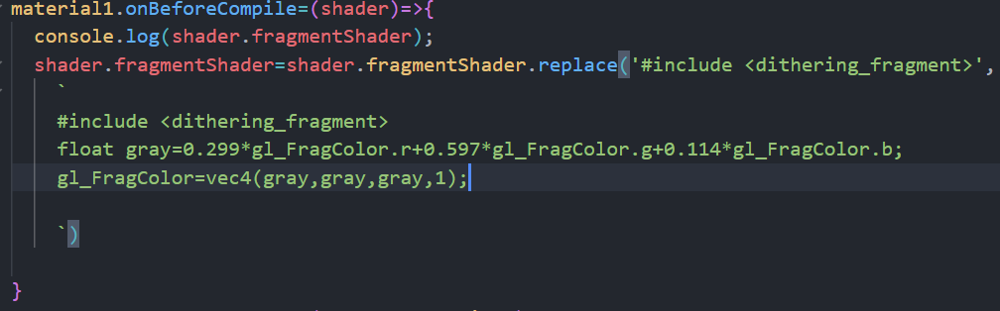 material1.onBeforeCompile=(shader)=>{
console.log(shader.fragmentShader);
shader.fragmentShader=shader.fragmentShader.replace('#include <dithering_fragment>',
`
#include <dithering_fragment>
float gray=0.299*gl_FragColor.r+0.597*gl_FragColor.g+0.114*gl_FragColor.b;
gl_FragColor=vec4(gray,gray,gray,1);
`)
}